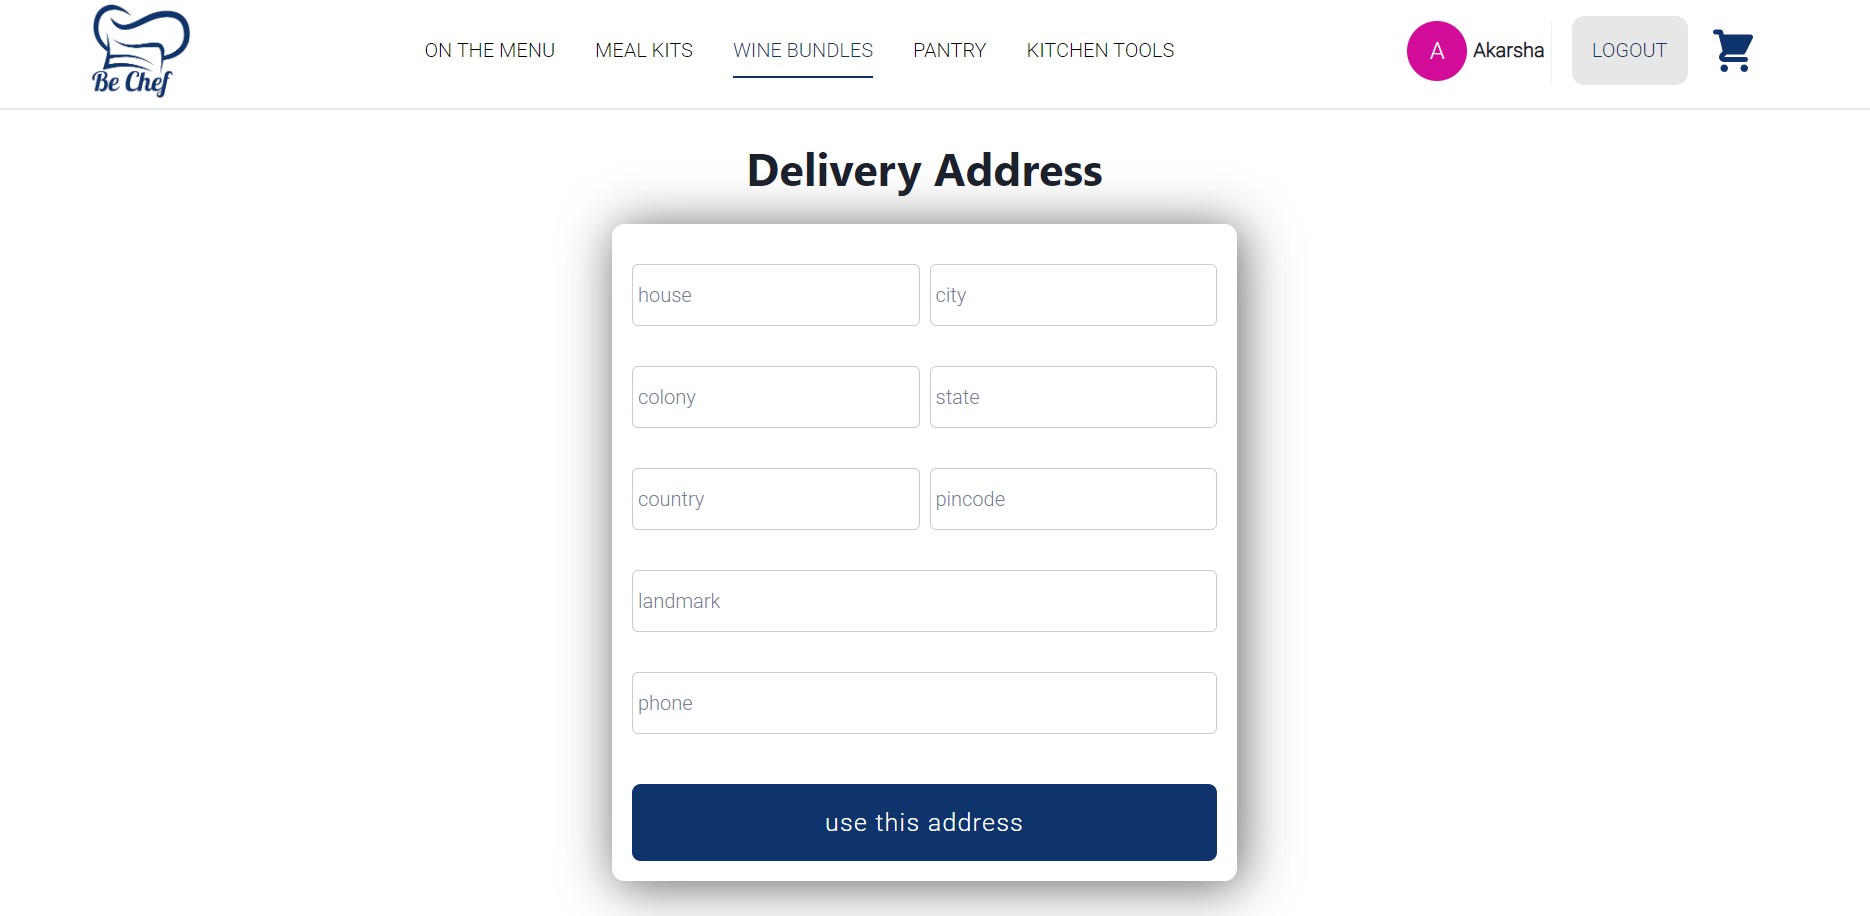 Be Chef
ON THE MENU MEAL KITS WINE BUNDLES PANTRY KITCHEN TOOLS A Akarsha LOGOUT
Delivery Address
house city
colony state
country pincode
landmark
phone
use this address